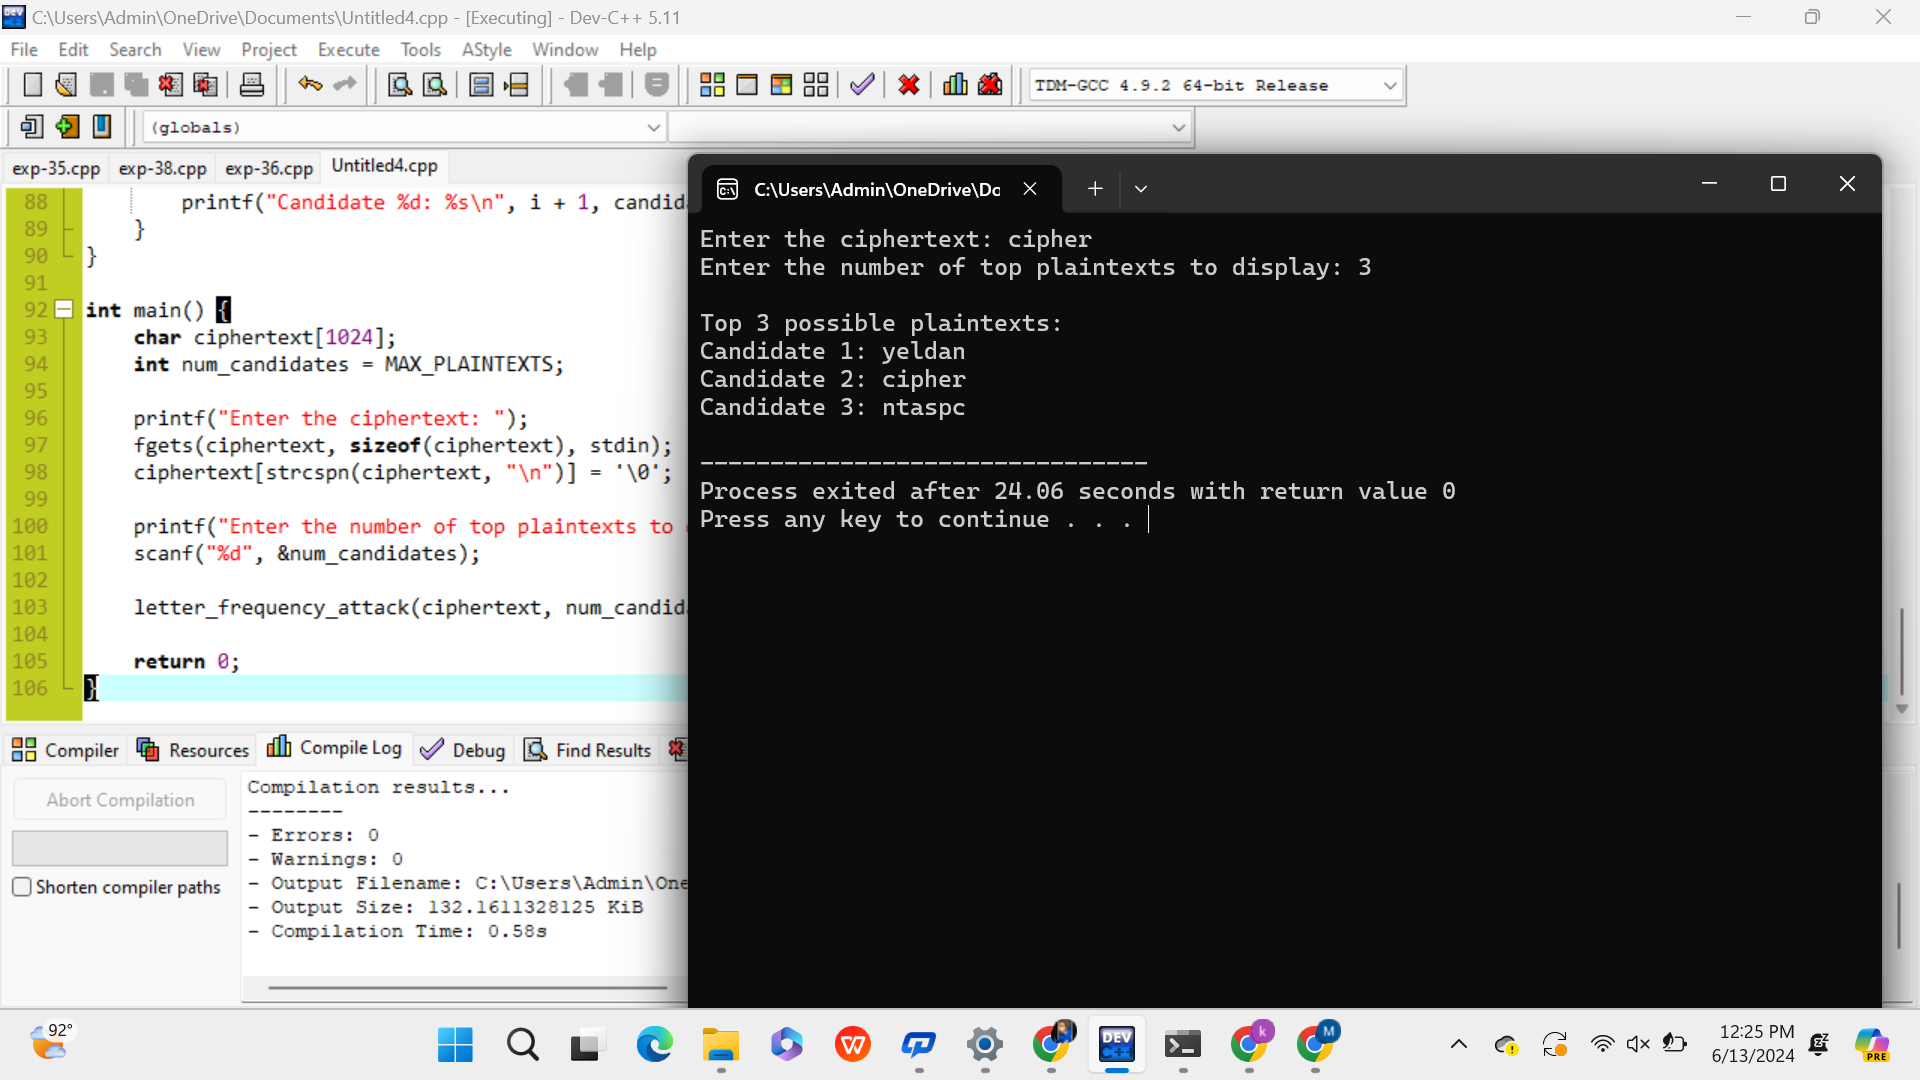 C:\Users\Admin\OneDrive\Documents\Untitled4.cpp - [Executing] - Dev-C++ 5.11
File Edit Search View Project Execute Tools AStyle Window Help
TDM-GCC 4.9.2 64-bit Release
(globals)
exp-35.cpp exp-38.cpp exp-36.cpp Untitled4.cpp
88 printf("Candidate %d: %s\n", i + 1, candid
89 }
90 }
91
92 int main() {
93 char ciphertext[1024];
94 int num_candidates = MAX_PLAINTEXTS;
95
96 printf("Enter the ciphertext: ");
97 fgets(ciphertext, sizeof(ciphertext), stdin);
98 ciphertext[strcspn(ciphertext, "\n")] = '\0';
99
100 printf("Enter the number of top plaintexts to
101 scanf("%d", &num_candidates);
102
103 letter_frequency_attack(ciphertext, num_candid
104
105 return 0;
106 }
C:\Users\Admin\OneDrive\Do
Enter the ciphertext: cipher
Enter the number of top plaintexts to display: 3
Top 3 possible plaintexts:
Candidate 1: yeldan
Candidate 2: cipher
Candidate 3: ntaspc
--------------------------------
Process exited after 24.06 seconds with return value 0
Press any key to continue . . .
Compiler Resources Compile Log Debug Find Results
Abort Compilation
Shorten compiler paths
Compilation results...
--------
- Errors: 0
- Warnings: 0
- Output Filename: C:\Users\Admin\One
- Output Size: 132.1611328125 KiB
- Compilation Time: 0.58s
92°
DEV C++
k
M
12:25 PM
6/13/2024
PRE